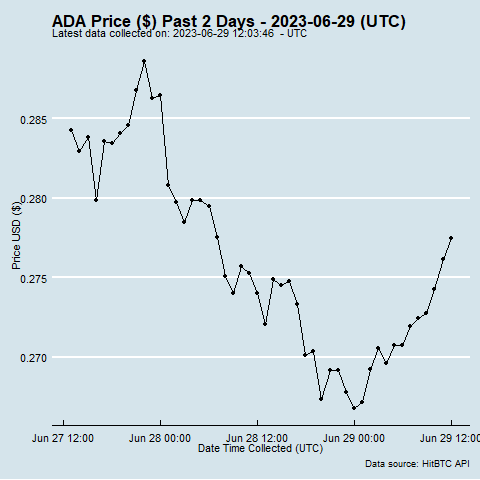 ADA Price ($) Past 2 Days - 2023-06-29 (UTC)
Latest data collected on: 2023-06-29 12:03:46 - UTC
0.285
0.280
0.275
0.270
Price USD ($)
Jun 27 12:00 Jun 28 00:00 Jun 28 12:00 Jun 29 00:00 Jun 29 12:00
Date Time Collected (UTC)
Data source: HitBTC API